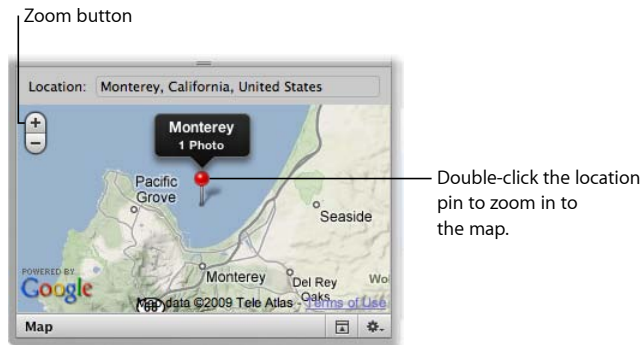 Zoom button
Location: Monterey, California, United States
+
Monterey
1 Photo
−
Double-click the location
pin to zoom in to
the map.
Pacific
Grove
Seaside
Monterey
Del Rey
Oaks
Wo
POWERED BY
Google
68
Map data ©2009 Tele Atlas - Terms of Use
Map